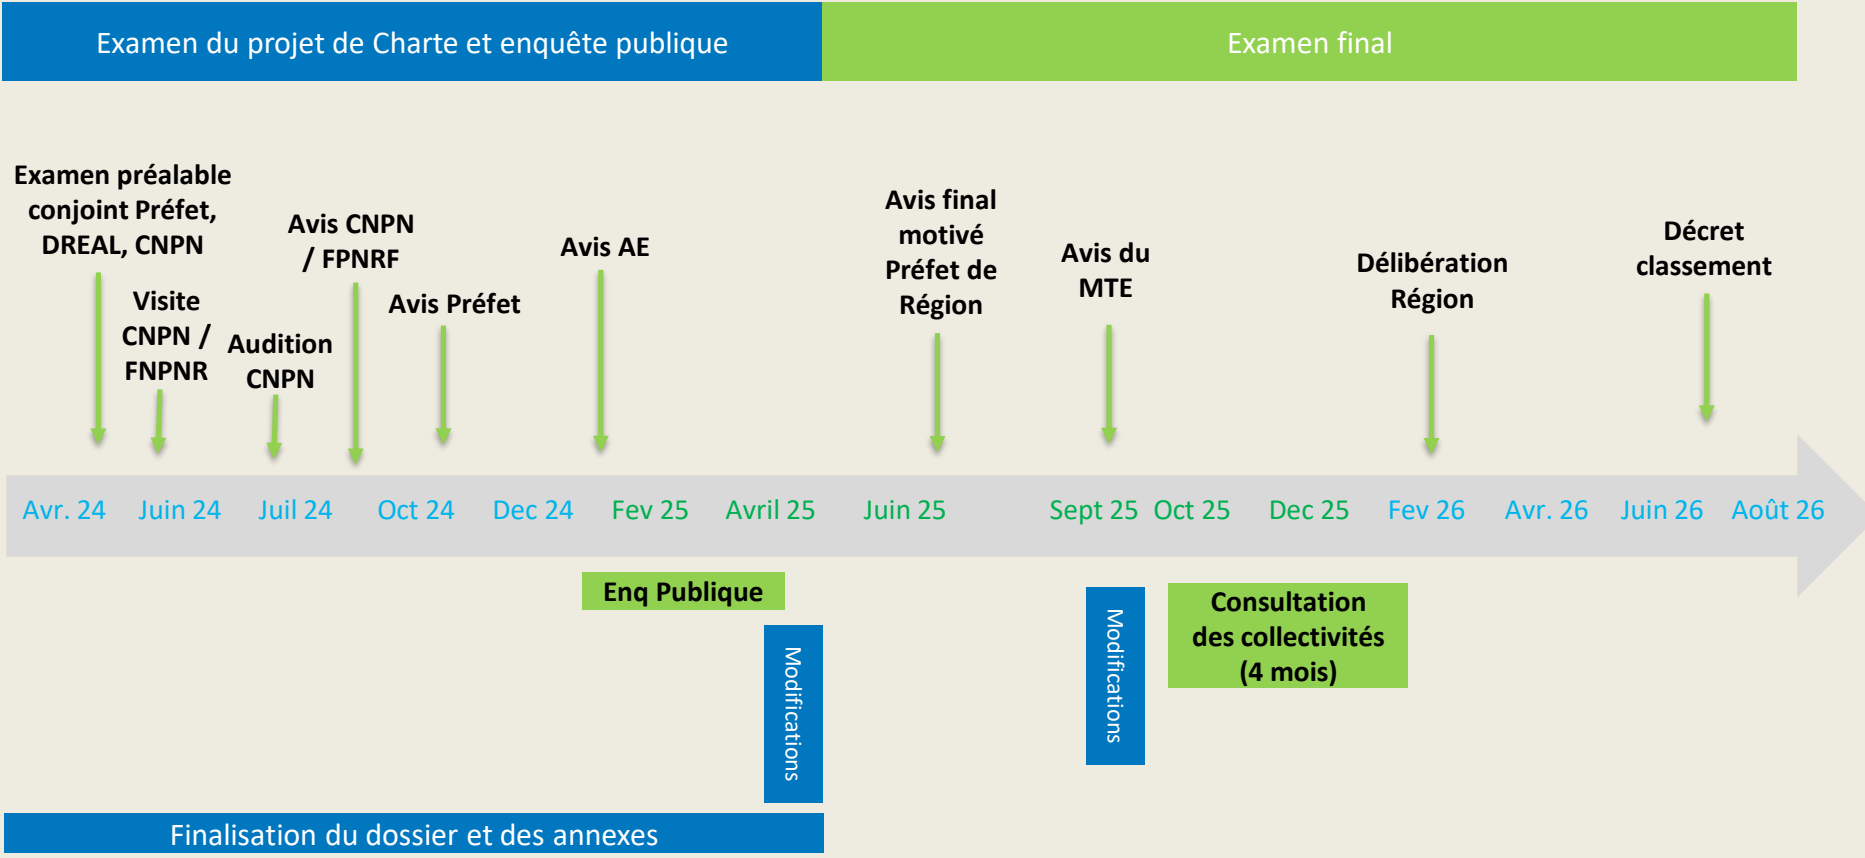 Examen du projet de Charte et enquête publique
Examen final
Examen préalable
conjoint Préfet,
DREAL, CNPN
Visite
CNPN /
FNPNR
Audition
CNPN
Avis CNPN
/ FPNRF
Avis Préfet
Avis AE
Avis final
motivé
Préfet de
Région
Avis du
MTE
Délibération
Région
Décret
classement
Avr. 24 Juin 24 Juil 24 Oct 24 Dec 24 Fev 25 Avril 25 Juin 25 Sept 25 Oct 25 Dec 25 Fev 26 Avr. 26 Juin 26 Août 26
Enq Publique
Modifications
Modifications
Consultation
des collectivités
(4 mois)
Finalisation du dossier et des annexes